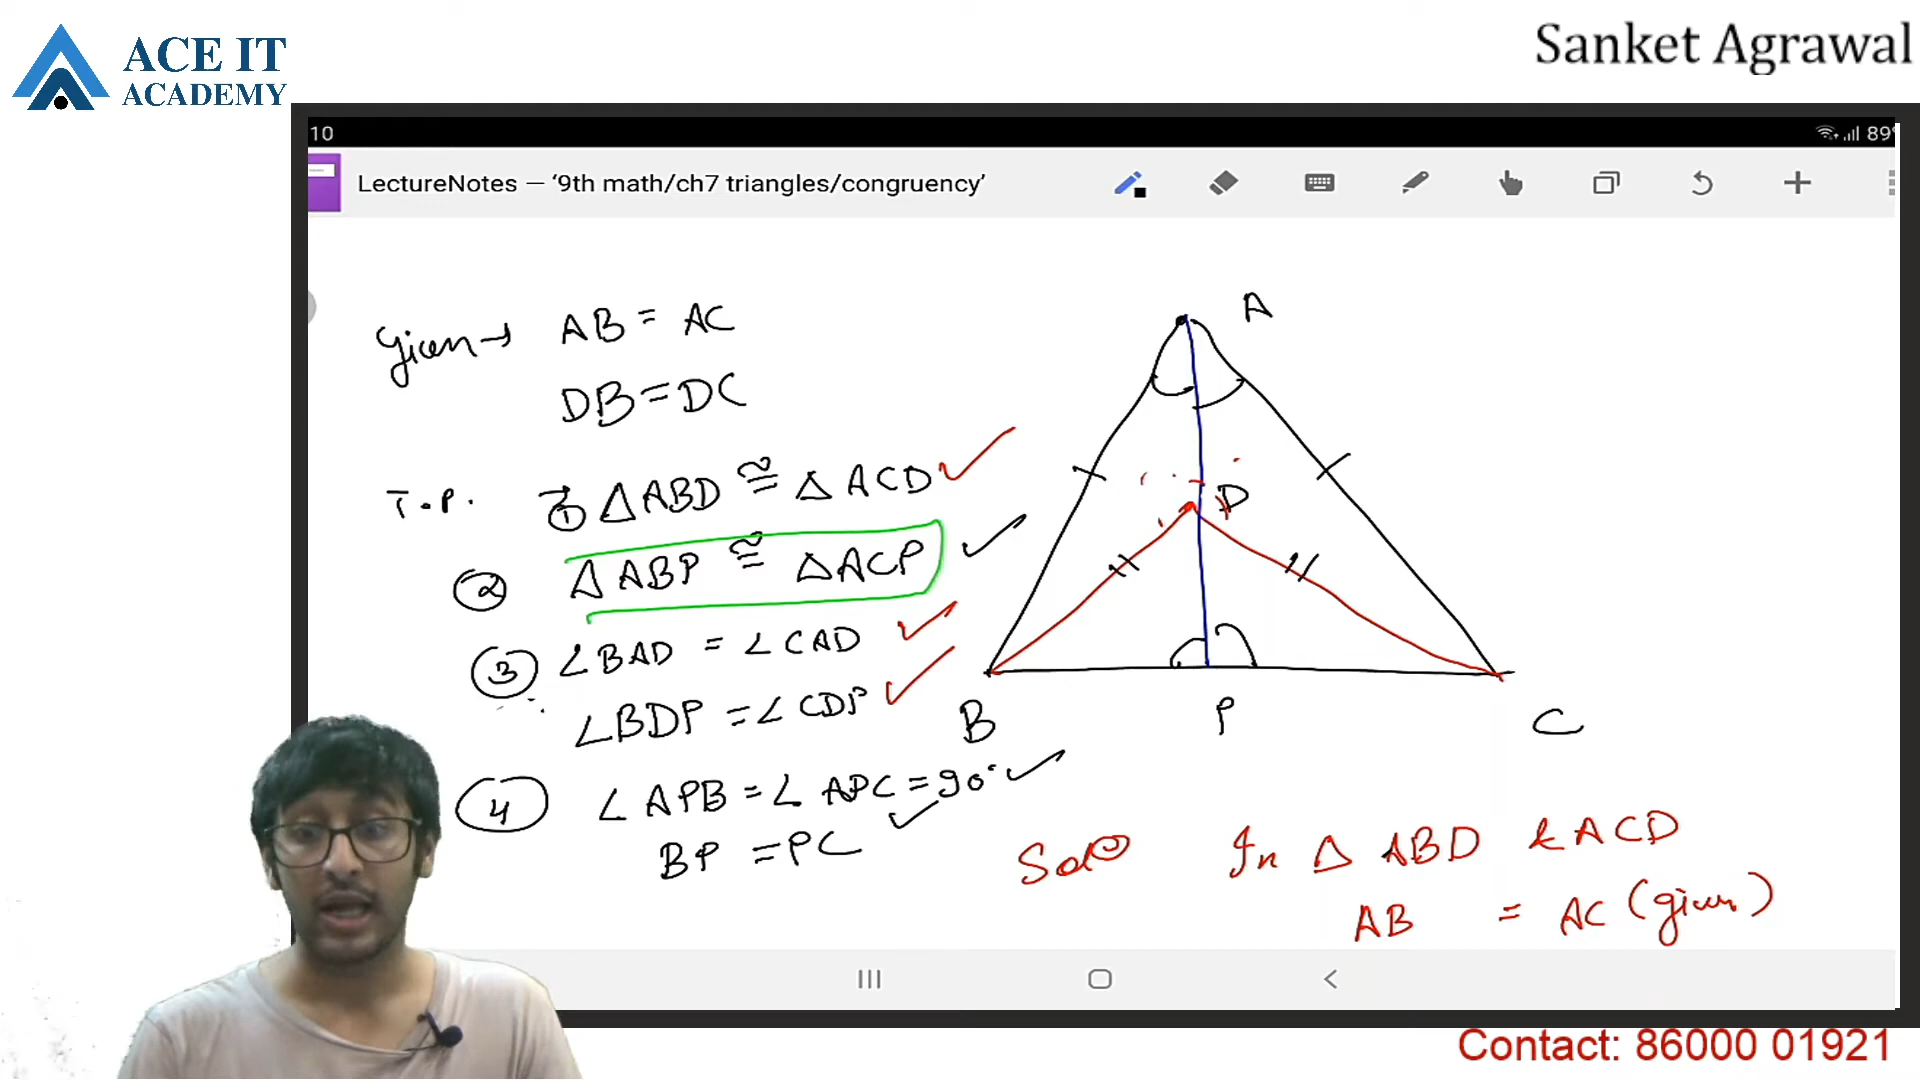 ACE IT
ACADEMY
Sanket Agrawal
10
89%
LectureNotes — ‘9th math/ch7 triangles/congruency’
Given → AB = AC
DB = DC
T.P. ① △ABD ≅ △ACD
② △ABP ≅ △ACP
③ ∠BAD = ∠CAD
∠BDP = ∠CDP
④ ∠APB = ∠APC = 90°
BP = PC
A
D
B
P
C
In △ ABD & ACD
AB = AC (given)
Contact: 86000 01921